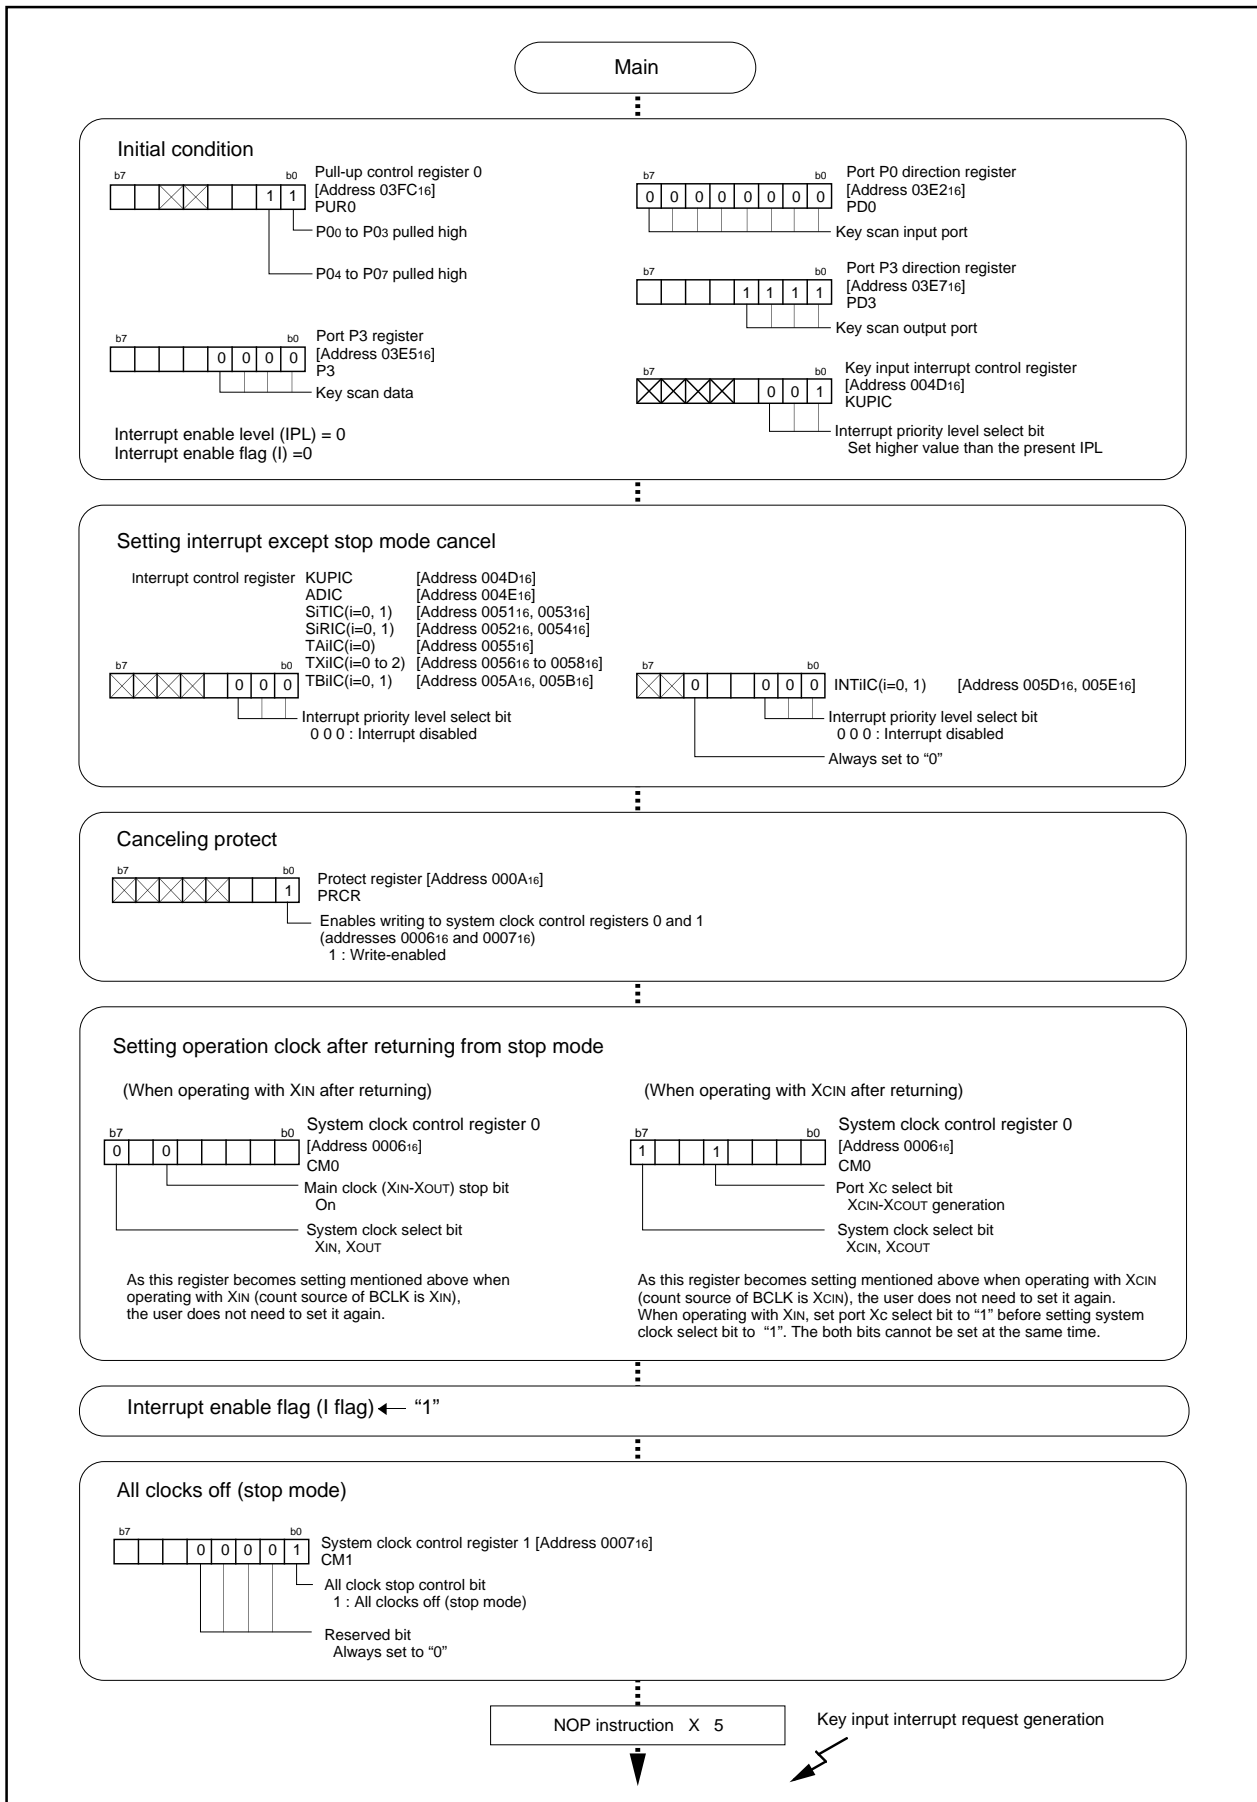 Main
Initial condition
b7 b0
1 1
Pull-up control register 0
[Address 03FC16]
PUR0
P00 to P03 pulled high
P04 to P07 pulled high
b7 b0
0 0 0 0
Port P3 register
[Address 03E516]
P3
Key scan data
Interrupt enable level (IPL) = 0
Interrupt enable flag (I) =0
b7 b0
0 0 0 0 0 0 0 0
Port P0 direction register
[Address 03E216]
PD0
Key scan input port
b7 b0
1 1 1 1
Port P3 direction register
[Address 03E716]
PD3
Key scan output port
b7 b0
0 0 1
Key input interrupt control register
[Address 004D16]
KUPIC
Interrupt priority level select bit
Set higher value than the present IPL
Setting interrupt except stop mode cancel
Interrupt control register KUPIC [Address 004D16]
ADIC [Address 004E16]
SiTIC(i=0, 1) [Address 005116, 005316]
SiRIC(i=0, 1) [Address 005216, 005416]
TAiIC(i=0) [Address 005516]
TXiIC(i=0 to 2) [Address 005616 to 005816]
TBiIC(i=0, 1) [Address 005A16, 005B16]
b7 b0
0 0 0
Interrupt priority level select bit
0 0 0 : Interrupt disabled
b7 b0
0 0 0 0
INTiIC(i=0, 1) [Address 005D16, 005E16]
Interrupt priority level select bit
0 0 0 : Interrupt disabled
Always set to “0”
Canceling protect
b7 b0
1
Protect register [Address 000A16]
PRCR
Enables writing to system clock control registers 0 and 1
(addresses 000616 and 000716)
1 : Write-enabled
Setting operation clock after returning from stop mode
(When operating with XIN after returning)
b7 b0
0 0
System clock control register 0
[Address 000616]
CM0
Main clock (XIN-XOUT) stop bit
On
System clock select bit
XIN, XOUT
As this register becomes setting mentioned above when
operating with XIN (count source of BCLK is XIN),
the user does not need to set it again.
(When operating with XCIN after returning)
b7 b0
1 1
System clock control register 0
[Address 000616]
CM0
Port XC select bit
XCIN-XCOUT generation
System clock select bit
XCIN, XCOUT
As this register becomes setting mentioned above when operating with XCIN
(count source of BCLK is XCIN), the user does not need to set it again.
When operating with XIN, set port Xc select bit to “1” before setting system
clock select bit to “1”. The both bits cannot be set at the same time.
Interrupt enable flag (I flag) ← “1”
All clocks off (stop mode)
b7 b0
0 0 0 0 1
System clock control register 1 [Address 000716]
CM1
All clock stop control bit
1 : All clocks off (stop mode)
Reserved bit
Always set to “0”
NOP instruction X 5
Key input interrupt request generation